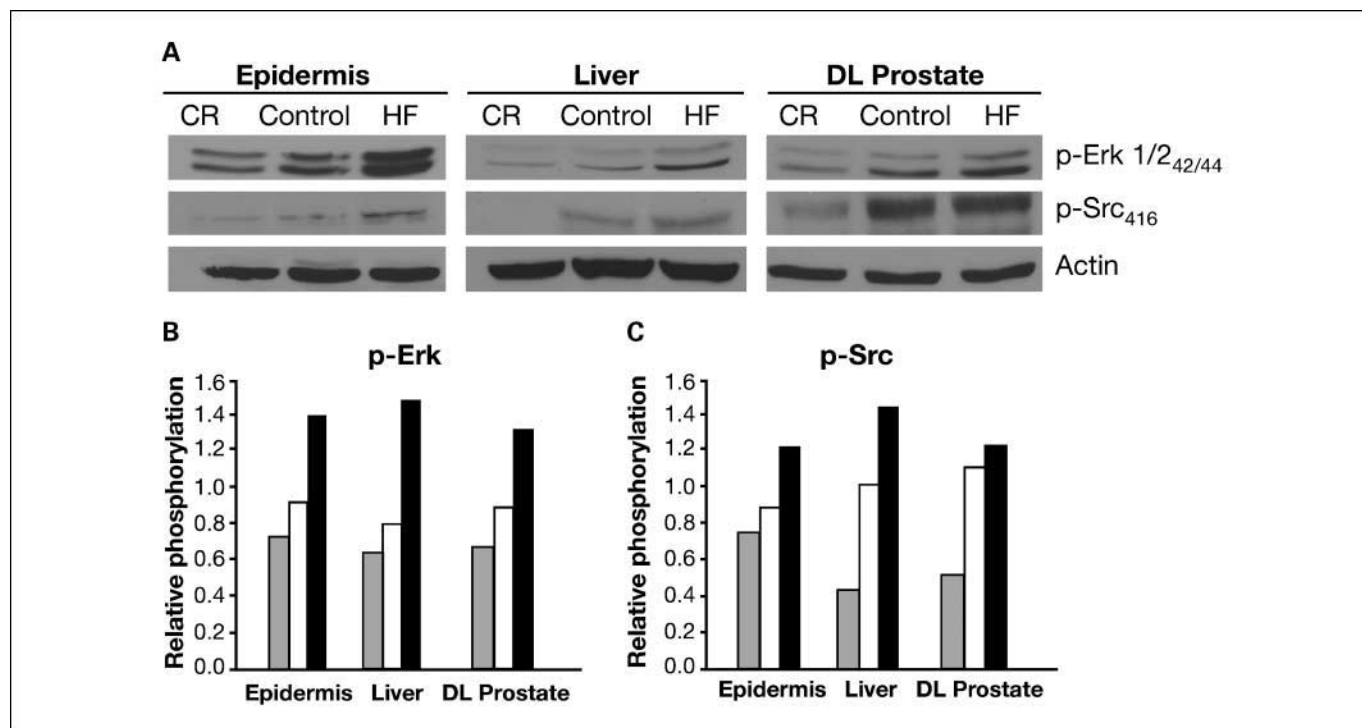 A
Epidermis Liver DL Prostate
CR Control HF CR Control HF CR Control HF
p-Erk 1/2 42/44
p-Src 416
Actin
B C
p-Erk p-Src
Relative phosphorylation
1.6
1.4
1.2
1.0
0.8
0.6
0.4
0.2
0.0
Epidermis Liver DL Prostate
Relative phosphorylation
1.6
1.4
1.2
1.0
0.8
0.6
0.4
0.2
0.0
Epidermis Liver DL Prostate